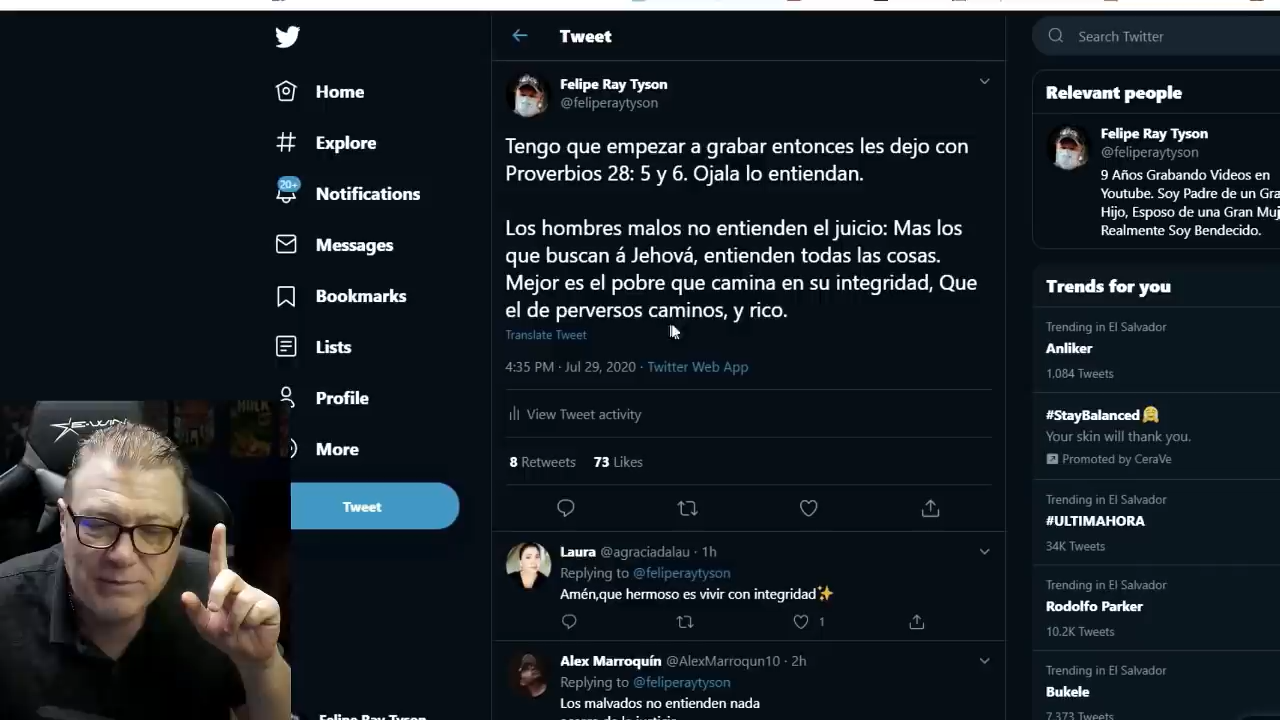 Tweet
Search Twitter
Home
Explore
20+
Notifications
Messages
Bookmarks
Lists
Profile
More
Tweet
E-WIN
Felipe Ray Tyson
Felipe Ray Tyson
@feliperaytyson
Tengo que empezar a grabar entonces les dejo con
Proverbios 28: 5 y 6. Ojala lo entiendan.
Los hombres malos no entienden el juicio: Mas los
que buscan á Jehová, entienden todas las cosas.
Mejor es el pobre que camina en su integridad, Que
el de perversos caminos, y rico.
Translate Tweet
4:35 PM · Jul 29, 2020 · Twitter Web App
View Tweet activity
8 Retweets 73 Likes
Laura @agraciadalau · 1h
Replying to @feliperaytyson
Amén,que hermoso es vivir con integridad✨
1
Alex Marroquín @AlexMarroqun10 · 2h
Replying to @feliperaytyson
Los malvados no entienden nada
acerca de la justicia
Relevant people
Felipe Ray Tyson
@feliperaytyson
9 Años Grabando Videos en
Youtube. Soy Padre de un Gra
Hijo, Esposo de una Gran Muj
Realmente Soy Bendecido.
Trends for you
Trending in El Salvador
Anliker
1,084 Tweets
#StayBalanced🤗
Your skin will thank you.
Promoted by CeraVe
Trending in El Salvador
#ULTIMAHORA
34K Tweets
Trending in El Salvador
Rodolfo Parker
10.2K Tweets
Trending in El Salvador
Bukele
7,373 Tweets